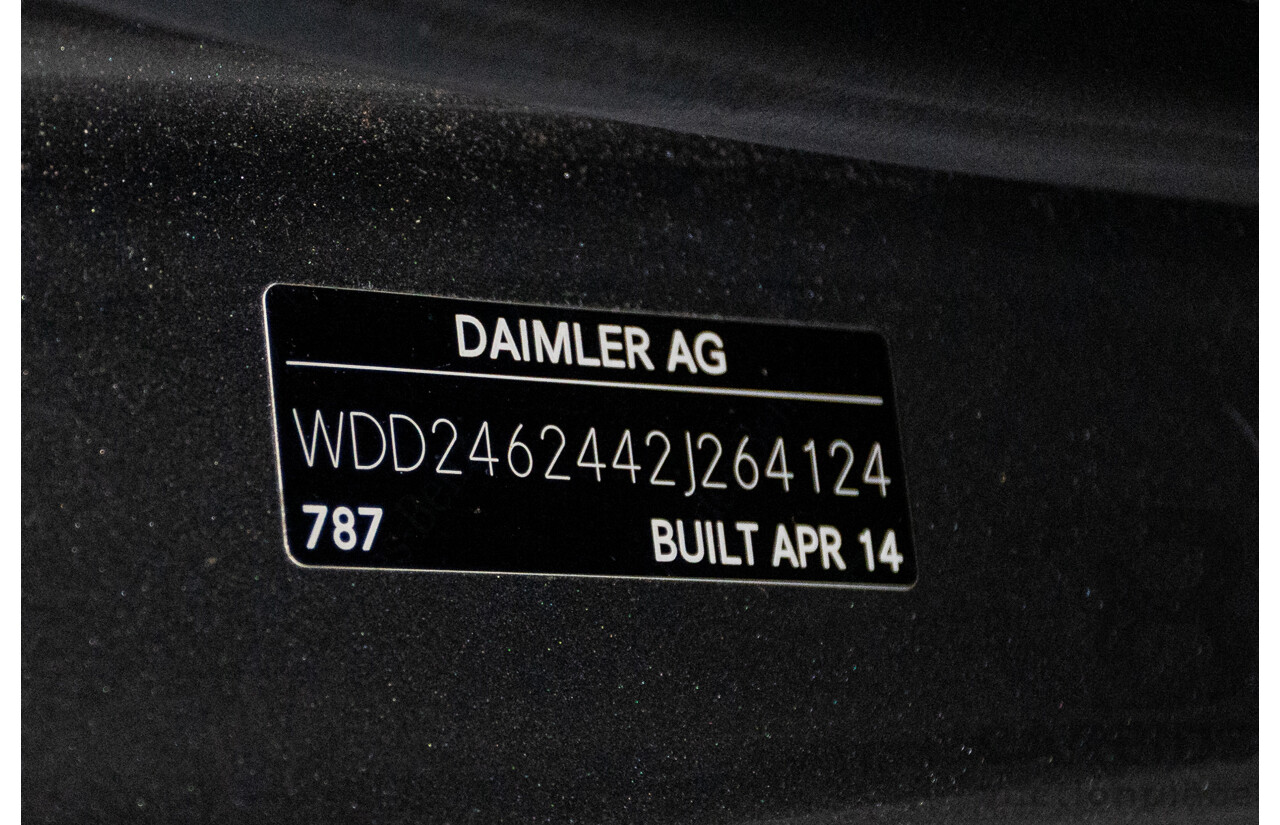 DAIMLER AG
WDD2462442J264124
787 BUILT APR 14